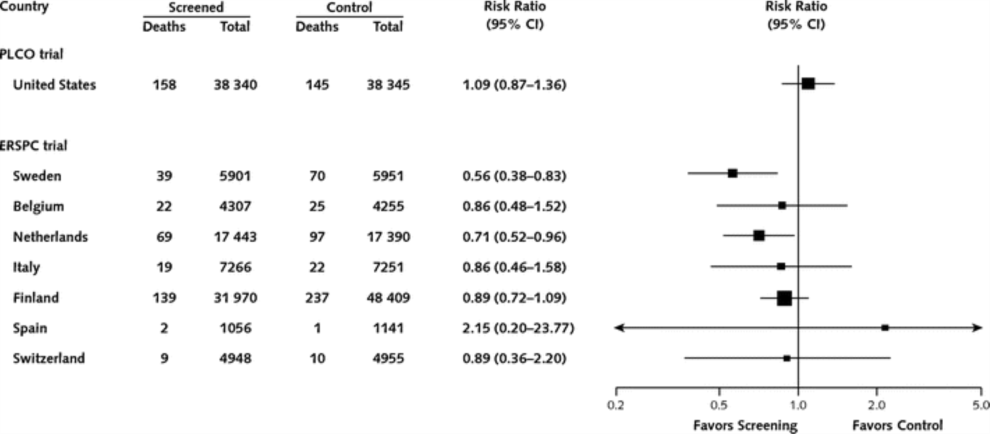 Country Screened Control Risk Ratio Risk Ratio
Deaths Total Deaths Total (95% CI) (95% CI)
PLCO trial
United States 158 38 340 145 38 345 1.09 (0.87–1.36)
ERSPC trial
Sweden 39 5901 70 5951 0.56 (0.38–0.83)
Belgium 22 4307 25 4255 0.86 (0.48–1.52)
Netherlands 69 17 443 97 17 390 0.71 (0.52–0.96)
Italy 19 7266 22 7251 0.86 (0.46–1.58)
Finland 139 31 970 237 48 409 0.89 (0.72–1.09)
Spain 2 1056 1 1141 2.15 (0.20–23.77)
Switzerland 9 4948 10 4955 0.89 (0.36–2.20)
0.2 0.5 1.0 2.0 5.0
Favors Screening Favors Control